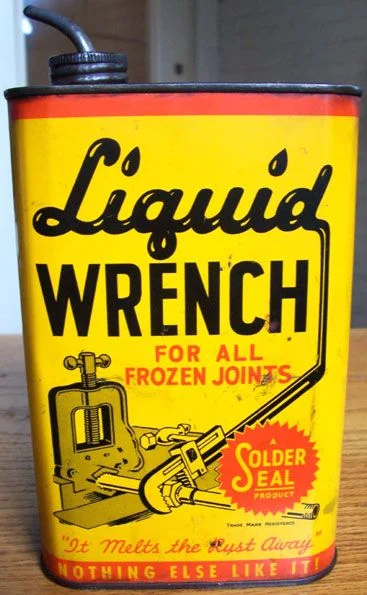 Liquid
WRENCH
FOR ALL
FROZEN JOINTS
A
SOLDER
SEAL
PRODUCT
TRADE MARK REGISTERED
"It Melts the Rust Away"
NOTHING ELSE LIKE IT!